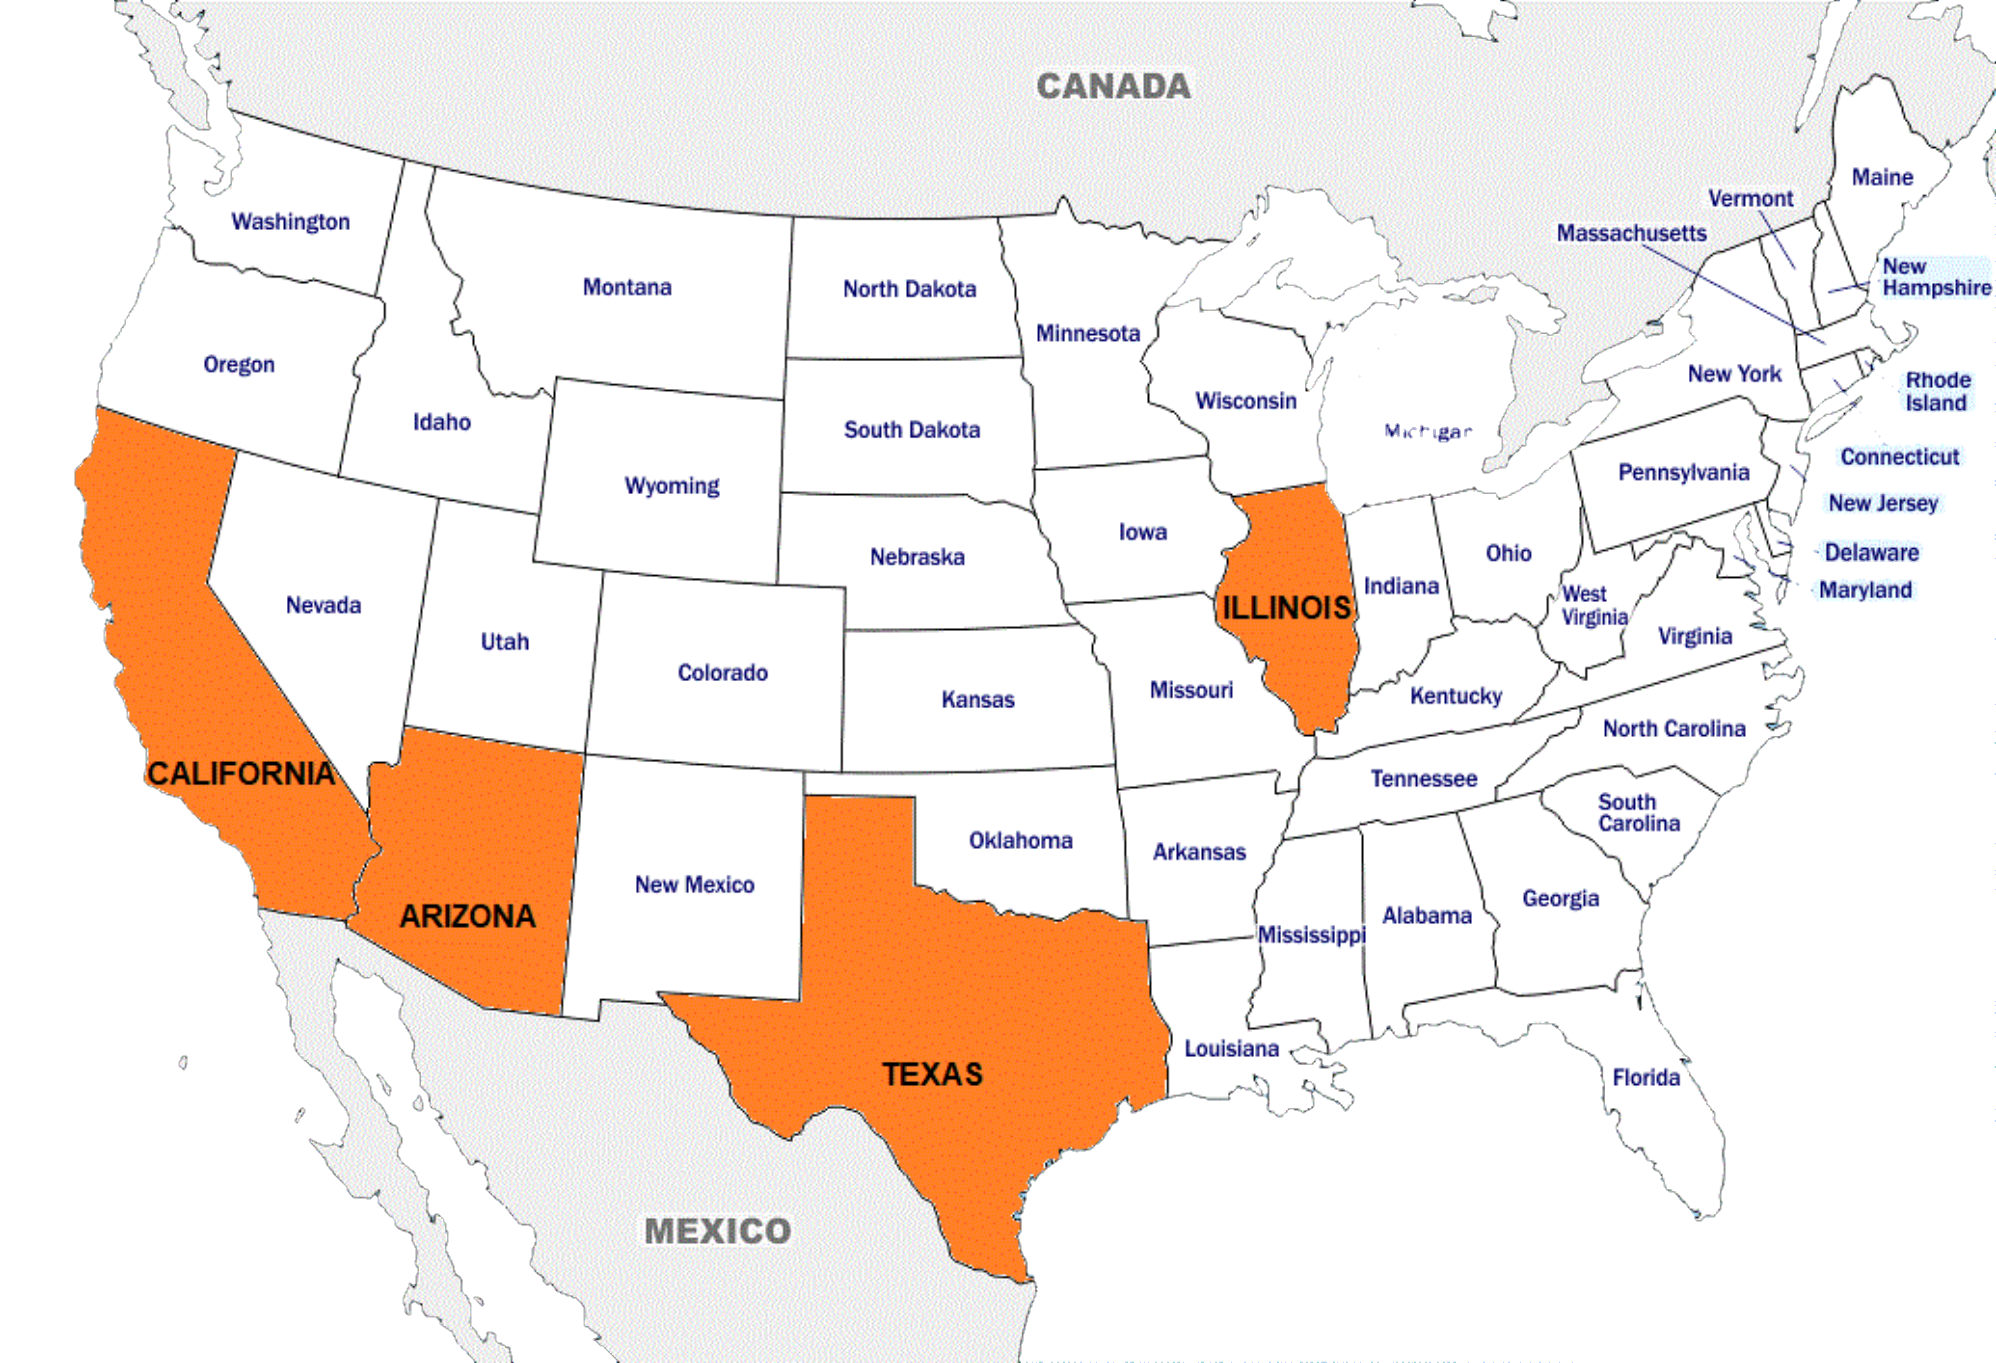 CANADA
Maine
Vermont
Massachusetts
Washington
New
Hampshire
Montana
North Dakota
Minnesota
Oregon
New York
Rhode
Island
Idaho
South Dakota
Wisconsin
Connecticut
Pennsylvania
Wyoming
New Jersey
Iowa
Ohio
Delaware
Nebraska
Indiana
Maryland
West
Virginia
Nevada
ILLINOIS
Virginia
Utah
Colorado
Kansas
Missouri
Kentucky
North Carolina
CALIFORNIA
Tennessee
South
Carolina
Oklahoma
Arkansas
New Mexico
Georgia
ARIZONA
Alabama
Mississippi
Louisiana
TEXAS
Florida
MEXICO